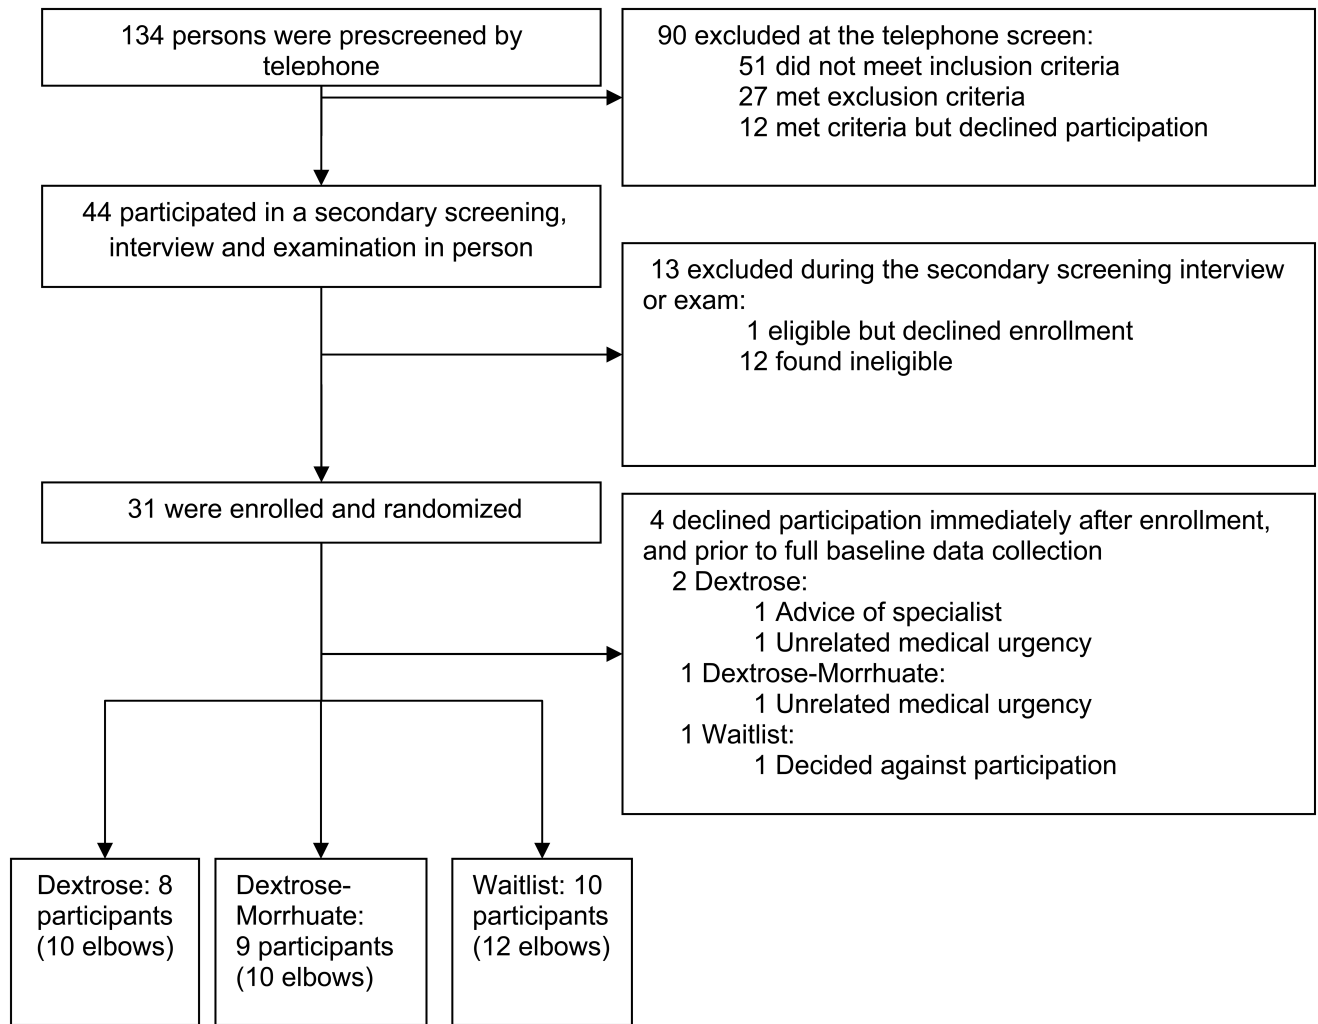 134 persons were prescreened by
telephone
90 excluded at the telephone screen:
51 did not meet inclusion criteria
27 met exclusion criteria
12 met criteria but declined participation
44 participated in a secondary screening,
interview and examination in person
13 excluded during the secondary screening interview
or exam:
1 eligible but declined enrollment
12 found ineligible
31 were enrolled and randomized
4 declined participation immediately after enrollment,
and prior to full baseline data collection
2 Dextrose:
1 Advice of specialist
1 Unrelated medical urgency
1 Dextrose-Morrhuate:
1 Unrelated medical urgency
1 Waitlist:
1 Decided against participation
Dextrose: 8
participants
(10 elbows)
Dextrose-
Morrhuate:
9 participants
(10 elbows)
Waitlist: 10
participants
(12 elbows)